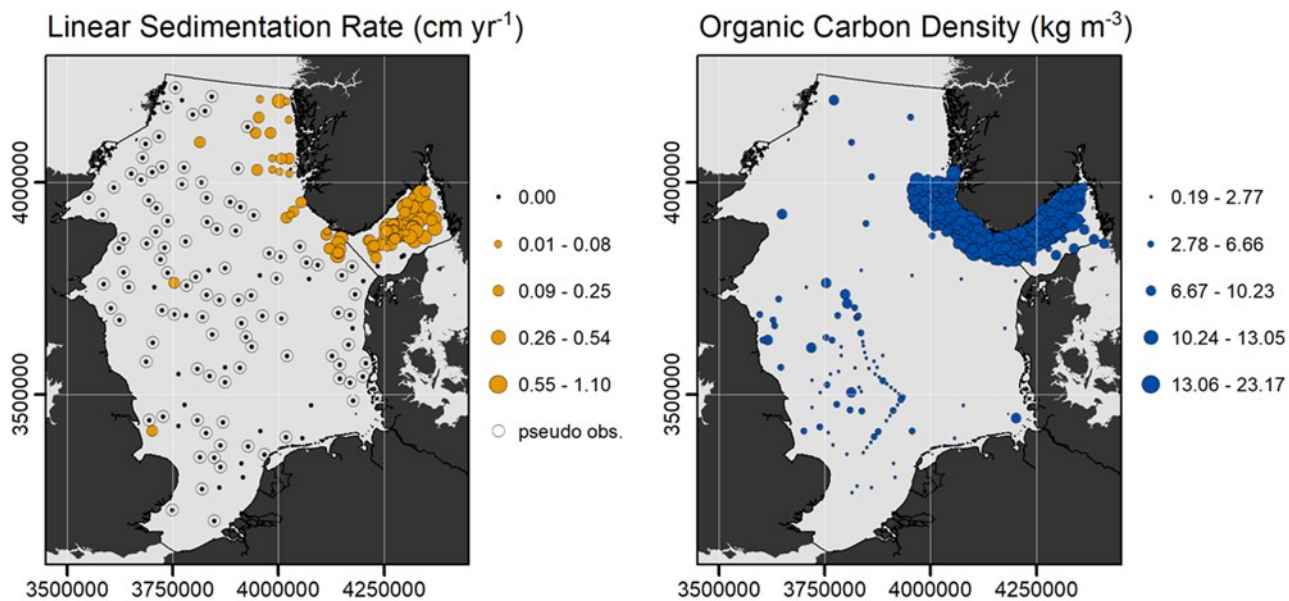 Linear Sedimentation Rate (cm yr⁻¹)
4000000
3500000
3500000 3750000 4000000 4250000
0.00
0.01 - 0.08
0.09 - 0.25
0.26 - 0.54
0.55 - 1.10
pseudo obs.
Organic Carbon Density (kg m⁻³)
4000000
3500000
3500000 3750000 4000000 4250000
0.19 - 2.77
2.78 - 6.66
6.67 - 10.23
10.24 - 13.05
13.06 - 23.17